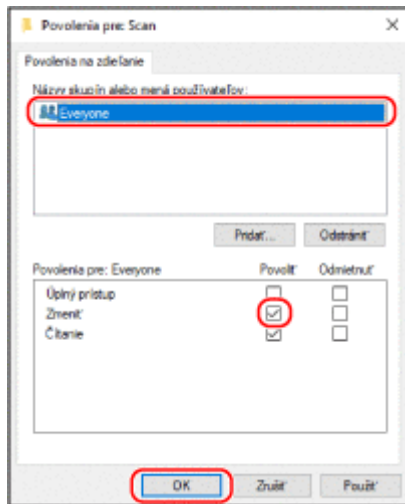 Povolenia pre: Scan
Povolenia na zdieľanie
Názvy skupín alebo mená používateľov:
Everyone
Pridať... Odstrániť
Povolenia pre: Everyone Povoliť Odmietnuť
Úplný prístup
Zmeniť
Čítanie
OK Zrušiť Použiť